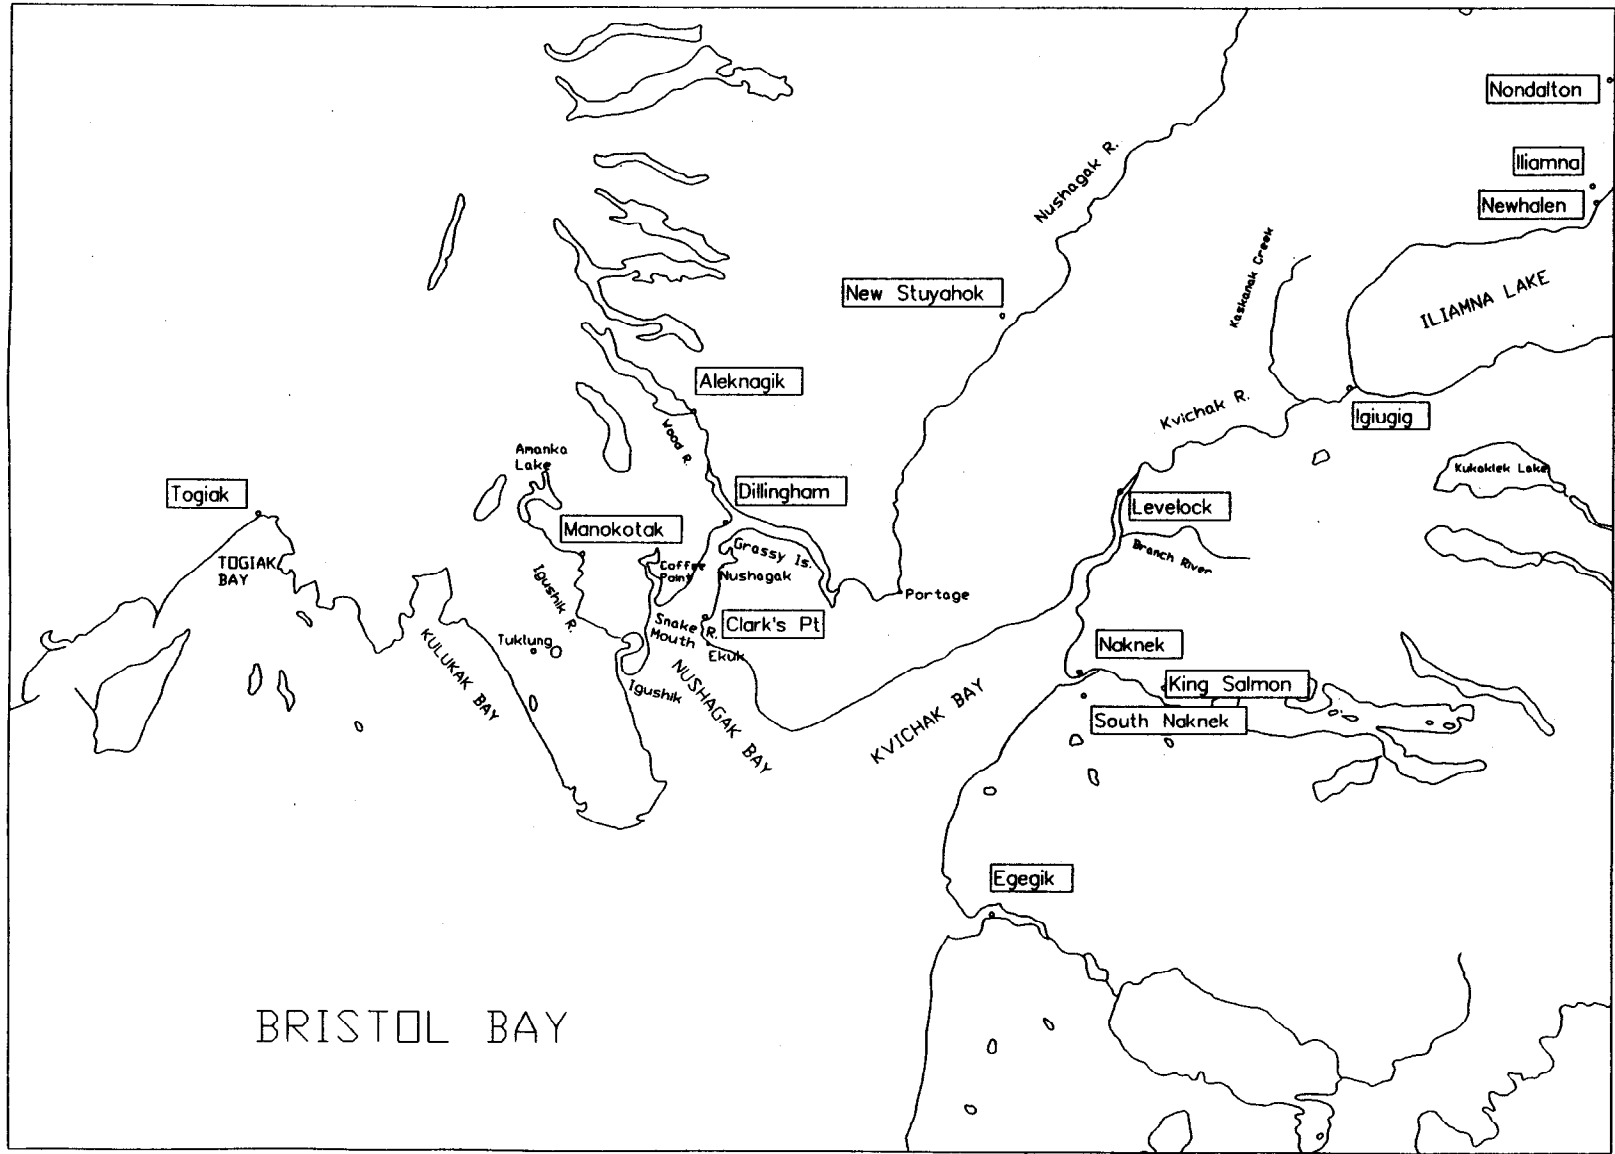 Nondalton
Iliamna
Newhalen
Nushagak R.
Kaskanak Creek
New Stuyahok
ILIAMNA LAKE
Aleknagik
Kvichak R.
Igiugig
Wood R.
Amanka
Lake
Kukaklek Lake
Togiak
Dillingham
Levelock
Manokotak
Grassy Is.
Branch River
TOGIAK
BAY
Coffee
Point
Nushagak
Igushik R.
Portage
Snake R.
Mouth
Clark's Pt
Tuklung
Ekuk
KULUKAK BAY
Naknek
Igushik
NUSHAGAK BAY
KVICHAK BAY
King Salmon
South Naknek
Egegik
BRISTOL BAY